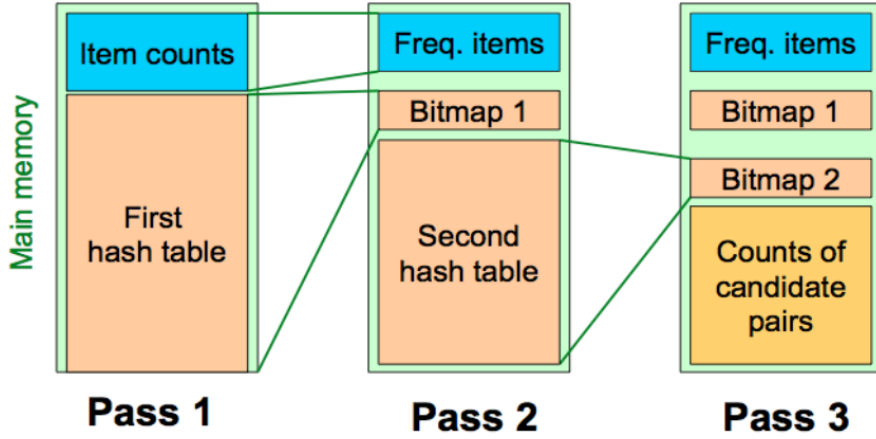 Main memory
Item counts
First
hash table
Pass 1
Freq. items
Bitmap 1
Second
hash table
Pass 2
Freq. items
Bitmap 1
Bitmap 2
Counts of
candidate
pairs
Pass 3